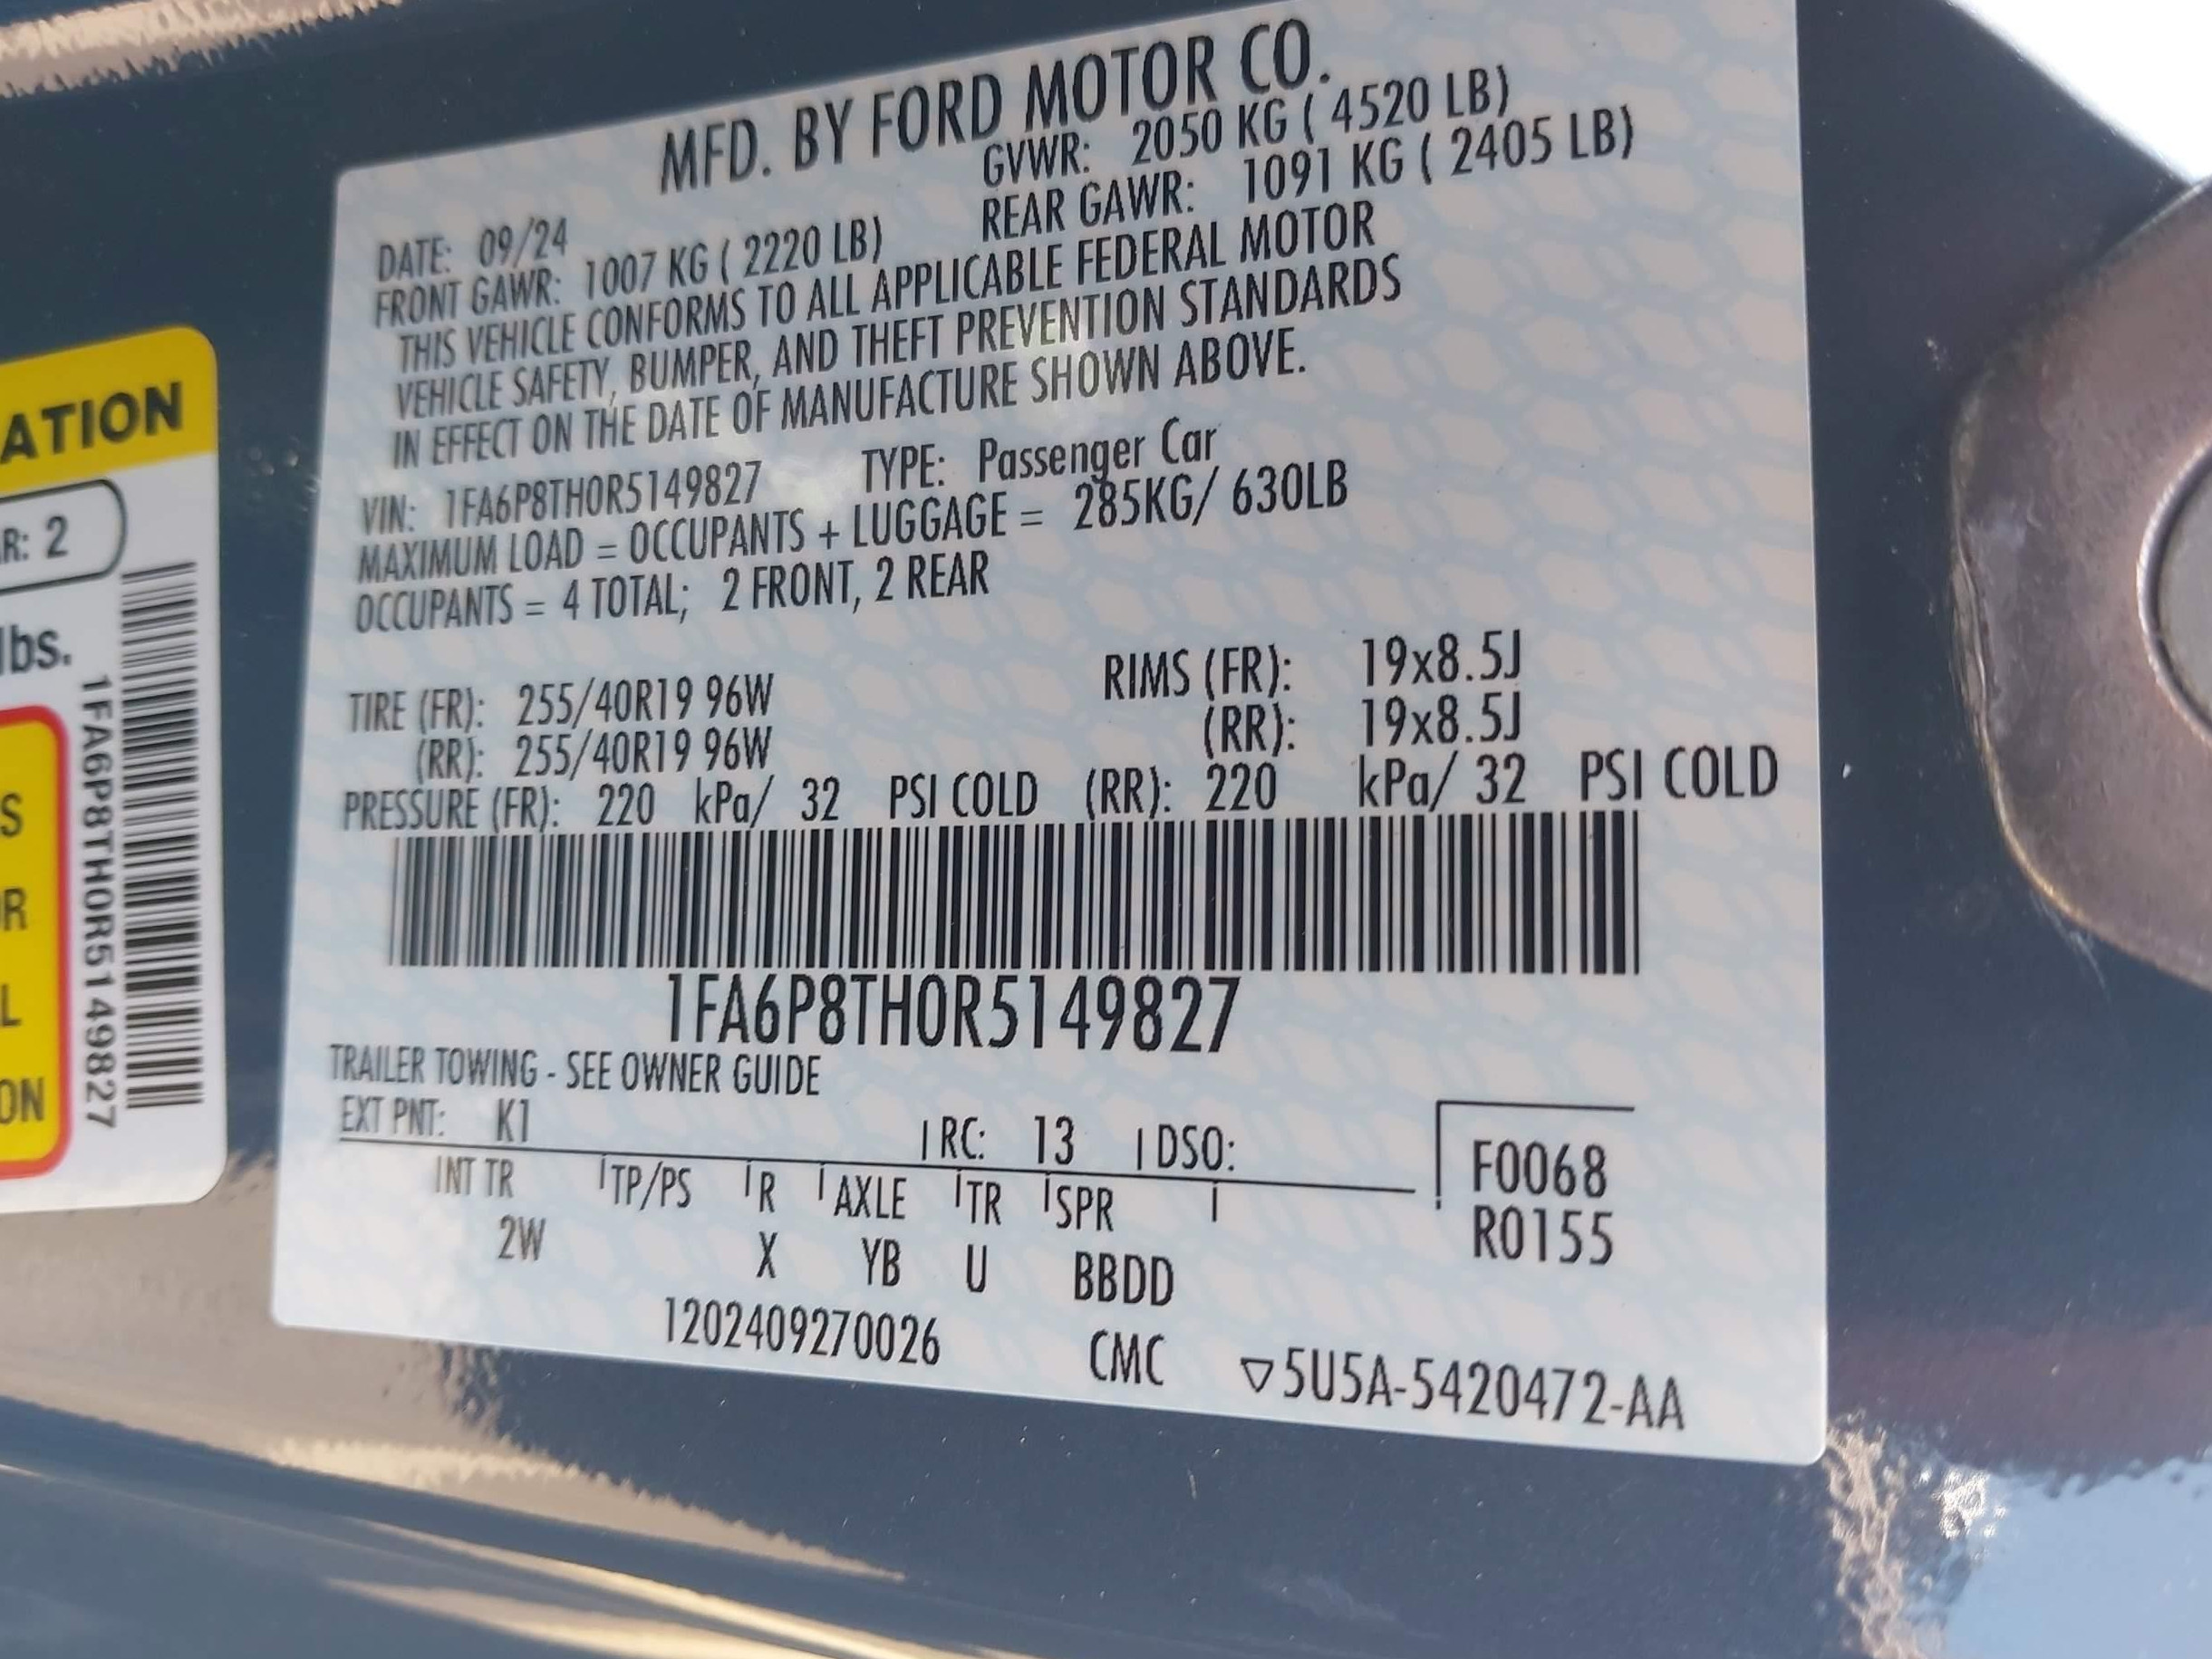 MFD. BY FORD MOTOR CO.
DATE: 09/24 GVWR: 2050 KG ( 4520 LB)
FRONT GAWR: 1007 KG ( 2220 LB) REAR GAWR: 1091 KG ( 2405 LB)
THIS VEHICLE CONFORMS TO ALL APPLICABLE FEDERAL MOTOR
VEHICLE SAFETY, BUMPER, AND THEFT PREVENTION STANDARDS
IN EFFECT ON THE DATE OF MANUFACTURE SHOWN ABOVE.
VIN: 1FA6P8TH0R5149827 TYPE: Passenger Car
MAXIMUM LOAD = OCCUPANTS + LUGGAGE = 285KG/ 630LB
OCCUPANTS = 4 TOTAL; 2 FRONT, 2 REAR
TIRE (FR): 255/40R19 96W RIMS (FR): 19x8.5J
(RR): 255/40R19 96W (RR): 19x8.5J
PRESSURE (FR): 220 kPa/ 32 PSI COLD (RR): 220 kPa/ 32 PSI COLD
1FA6P8TH0R5149827
TRAILER TOWING - SEE OWNER GUIDE
EXT PNT: K1 RC: 13 DSO:
INT TR TP/PS R AXLE TR SPR
2W X YB U BBDD
F0068
R0155
1202409270026 CMC ▽5U5A-5420472-AA
ATION
R: 2
lbs.
1FA6P8TH0R5149827
S
R
L
ON